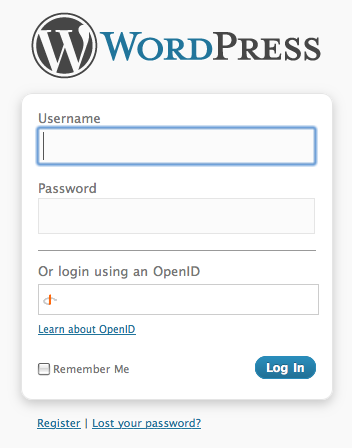 WORDPRESS
Username
Password
Or login using an OpenID
Learn about OpenID
Remember Me
Log In
Register | Lost your password?